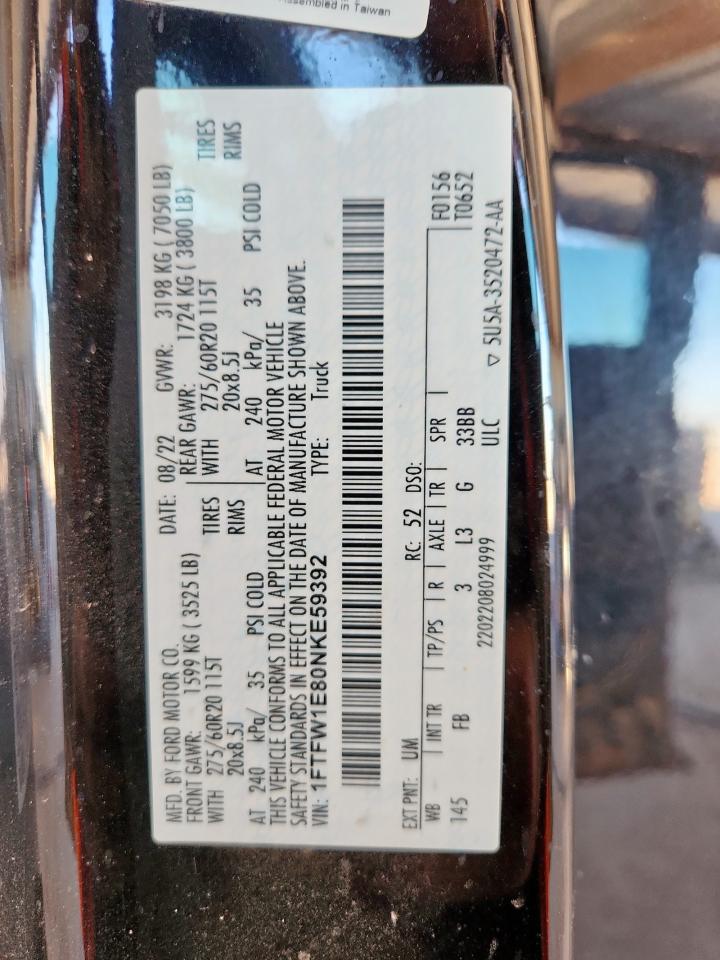 Assembled in Taiwan
MFD. BY FORD MOTOR CO. DATE: 08/22 GVWR: 3198 KG ( 7050 LB)
FRONT GAWR: 1599 KG ( 3525 LB) REAR GAWR: 1724 KG ( 3800 LB)
WITH 275/60R20 115T TIRES WITH 275/60R20 115T TIRES
20x8.5J RIMS 20x8.5J RIMS
AT 240 kPa/ 35 PSI COLD AT 240 kPa/ 35 PSI COLD
THIS VEHICLE CONFORMS TO ALL APPLICABLE FEDERAL MOTOR VEHICLE
SAFETY STANDARDS IN EFFECT ON THE DATE OF MANUFACTURE SHOWN ABOVE.
VIN: 1FTFW1E80NKE59392 TYPE: Truck
EXT PNT: UM RC: 52 DSO: F0156
WB INT TR TP/PS R AXLE TR SPR T0652
145 FB 3 L3 G 33BB
2202208024999 ULC ▽ 5U5A-3520472-AA